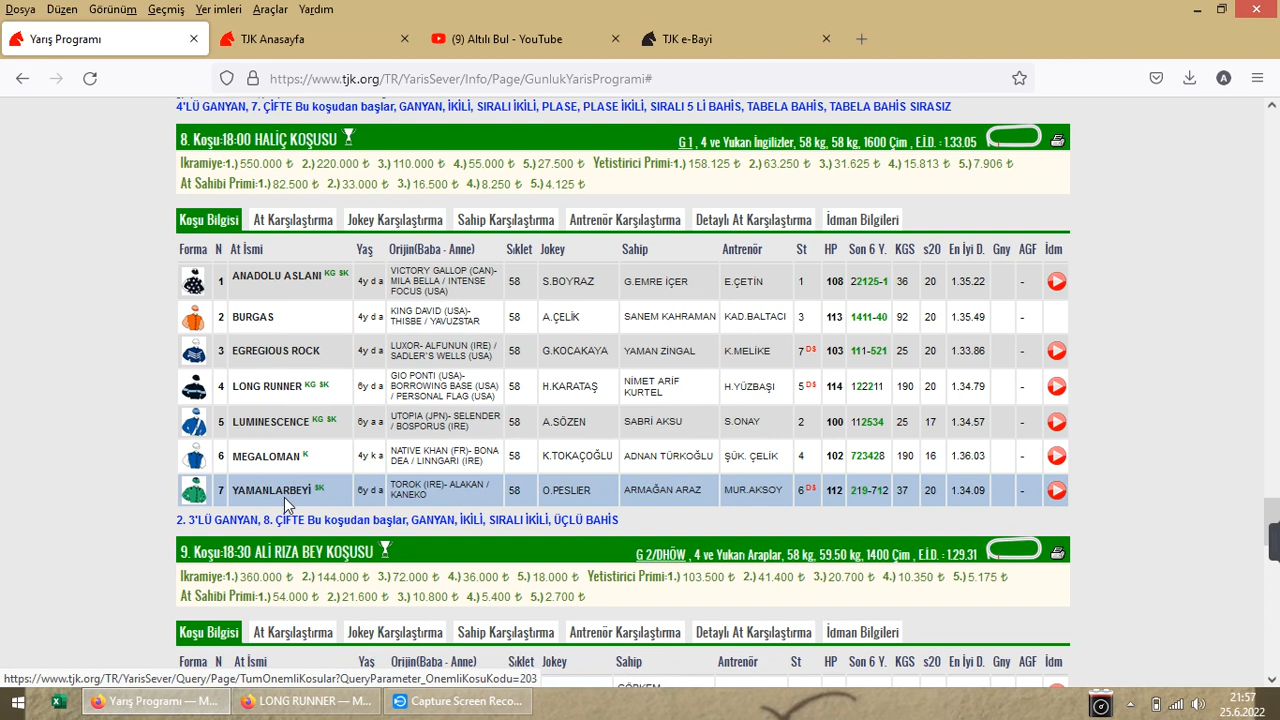 Dosya Düzen Görünüm Geçmiş Yer imleri Araçlar Yardım
Yarış Programı
TJK Anasayfa
(9) Altılı Bul - YouTube
TJK e-Bayi
https://www.tjk.org/TR/YarisSever/Info/Page/GunlukYarisProgrami#
4'LÜ GANYAN, 7. ÇİFTE Bu koşudan başlar, GANYAN, İKİLİ, SIRALI İKİLİ, PLASE, PLASE İKİLİ, SIRALI 5 Lİ BAHİS, TABELA BAHİS, TABELA BAHİS SIRASIZ
8. Koşu:18:00 HALİÇ KOŞUSU G 1 , 4 ve Yukarı İngilizler, 58 kg, 58 kg, 1600 Çim , E.İ.D. : 1.33.05
İkramiye:1.) 550.000 ₺ 2.) 220.000 ₺ 3.) 110.000 ₺ 4.) 55.000 ₺ 5.) 27.500 ₺ Yetistirici Primi:1.) 158.125 ₺ 2.) 63.250 ₺ 3.) 31.625 ₺ 4.) 15.813 ₺ 5.) 7.906 ₺
At Sahibi Primi:1.) 82.500 ₺ 2.) 33.000 ₺ 3.) 16.500 ₺ 4.) 8.250 ₺ 5.) 4.125 ₺
Koşu Bilgisi At Karşılaştırma Jokey Karşılaştırma Sahip Karşılaştırma Antrenör Karşılaştırma Detaylı At Karşılaştırma İdman Bilgileri
Forma N At İsmi Yaş Orijin(Baba - Anne) Sıklet Jokey Sahip Antrenör St HP Son 6 Y. KGS s20 En İyi D. Gny AGF İdm
1 ANADOLU ASLANI KG SK 4y d a VICTORY GALLOP (CAN)- MILA BELLA / INTENSE FOCUS (USA) 58 S.BOYRAZ G.EMRE İÇER E.ÇETİN 1 108 22125-1 36 20 1.35.22 -
2 BURGAS 4y d a KING DAVID (USA)- THISBE / YAVUZSTAR 58 A.ÇELİK SANEM KAHRAMAN KAD.BALTACI 3 113 1411-40 92 20 1.35.49 -
3 EGREGIOUS ROCK 4y d a LUXOR- ALFUNUN (IRE) / SADLER'S WELLS (USA) 58 G.KOCAKAYA YAMAN ZİNGAL K.MELİKE 7 DS 103 111-521 25 20 1.33.86 -
4 LONG RUNNER KG SK 6y d a GIO PONTI (USA)- BORROWING BASE (USA) / PERSONAL FLAG (USA) 58 H.KARATAŞ NİMET ARİF KURTEL H.YÜZBAŞI 5 DS 114 122211 190 20 1.34.79 -
5 LUMINESCENCE KG SK 6y a a UTOPIA (JPN)- SELENDER / BOSPORUS (IRE) 58 A.SÖZEN SABRİ AKSU S.ONAY 2 100 112534 25 17 1.34.57 -
6 MEGALOMAN K 4y k a NATIVE KHAN (FR)- BONA DEA / LINNGARI (IRE) 58 K.TOKAÇOĞLU ADNAN TÜRKOĞLU ŞÜK. ÇELİK 4 102 723428 190 16 1.36.03 -
7 YAMANLARBEYİ SK 6y d a TOROK (IRE)- ALAKAN / KANEKO 58 O.PESLIER ARMAĞAN ARAZ MUR.AKSOY 6 DS 112 219-712 37 20 1.34.09 -
2. 3'LÜ GANYAN, 8. ÇİFTE Bu koşudan başlar, GANYAN, İKİLİ, SIRALI İKİLİ, ÜÇLÜ BAHİS
9. Koşu:18:30 ALİ RIZA BEY KOŞUSU G 2/DHÖW , 4 ve Yukarı Araplar, 58 kg, 59.50 kg, 1400 Çim , E.İ.D. : 1.29.31
İkramiye:1.) 360.000 ₺ 2.) 144.000 ₺ 3.) 72.000 ₺ 4.) 36.000 ₺ 5.) 18.000 ₺ Yetistirici Primi:1.) 103.500 ₺ 2.) 41.400 ₺ 3.) 20.700 ₺ 4.) 10.350 ₺ 5.) 5.175 ₺
At Sahibi Primi:1.) 54.000 ₺ 2.) 21.600 ₺ 3.) 10.800 ₺ 4.) 5.400 ₺ 5.) 2.700 ₺
Koşu Bilgisi At Karşılaştırma Jokey Karşılaştırma Sahip Karşılaştırma Antrenör Karşılaştırma Detaylı At Karşılaştırma İdman Bilgileri
Forma N At İsmi Yaş Orijin(Baba - Anne) Sıklet Jokey Sahip Antrenör St HP Son 6 Y. KGS s20 En İyi D. Gny AGF İdm
https://www.tjk.org/TR/YarisSever/Query/Page/TumOnemliKosular?QueryParameter_OnemliKosuKodu=203
Yarış Programı — M...
LONG RUNNER — M...
Capture Screen Reco...
21:57
25.6.2022